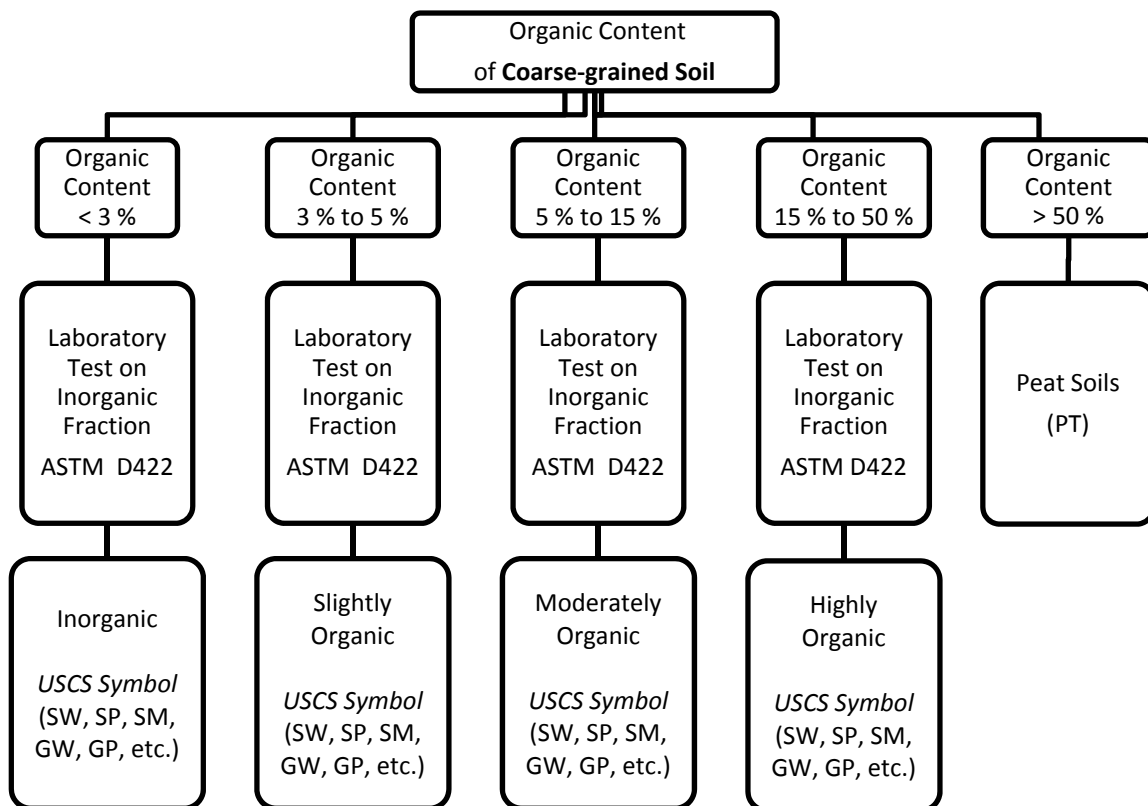 Organic Content
of Coarse-grained Soil
Organic
Content
< 3 %
Organic
Content
3 % to 5 %
Organic
Content
5 % to 15 %
Organic
Content
15 % to 50 %
Organic
Content
> 50 %
Laboratory
Test on
Inorganic
Fraction
ASTM D422
Laboratory
Test on
Inorganic
Fraction
ASTM D422
Laboratory
Test on
Inorganic
Fraction
ASTM D422
Laboratory
Test on
Inorganic
Fraction
ASTM D422
Peat Soils
(PT)
Inorganic
USCS Symbol
(SW, SP, SM,
GW, GP, etc.)
Slightly
Organic
USCS Symbol
(SW, SP, SM,
GW, GP, etc.)
Moderately
Organic
USCS Symbol
(SW, SP, SM,
GW, GP, etc.)
Highly
Organic
USCS Symbol
(SW, SP, SM,
GW, GP, etc.)